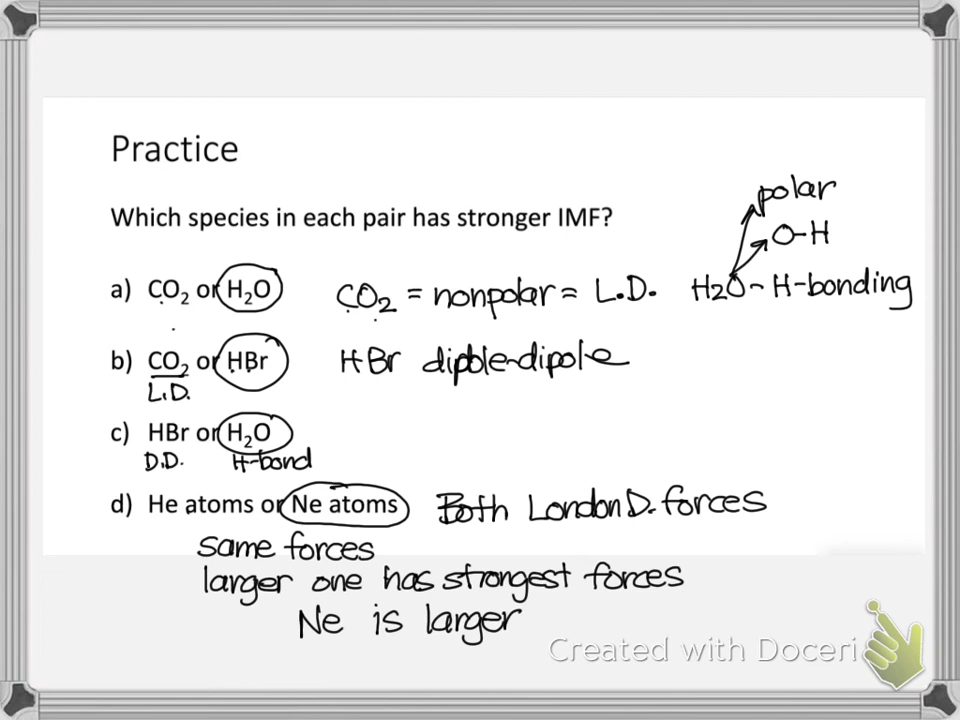 Practice
polar
Which species in each pair has stronger IMF?
O-H
a) CO2 or H2O CO2 = nonpolar = L.D. H2O - H-bonding
b) CO2 or HBr HBr dipole-dipole
L.D.
c) HBr or H2O
D.D. H-bond
d) He atoms or Ne atoms Both London D. forces
same forces
larger one has strongest forces
Ne is larger
Created with Doceri